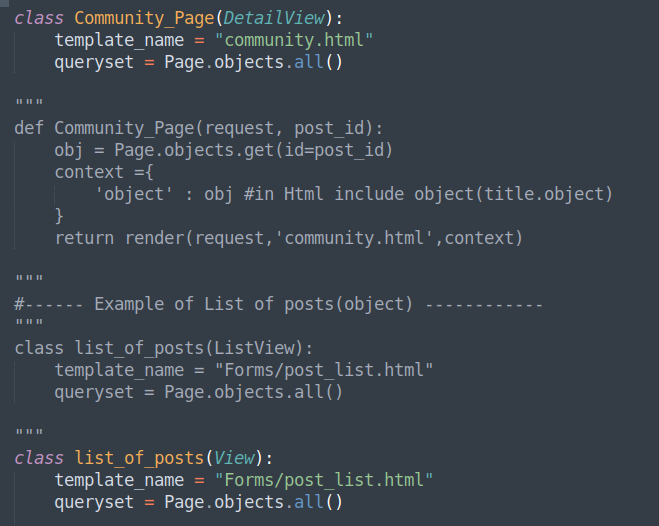 class Community_Page(DetailView):
    template_name = "community.html"
    queryset = Page.objects.all()

"""
def Community_Page(request, post_id):
    obj = Page.objects.get(id=post_id)
    context ={
        'object' : obj #in Html include object(title.object)
    }
    return render(request,'community.html',context)

"""
#------ Example of List of posts(object) ------------
"""
class list_of_posts(ListView):
    template_name = "Forms/post_list.html"
    queryset = Page.objects.all()

"""
class list_of_posts(View):
    template_name = "Forms/post_list.html"
    queryset = Page.objects.all()